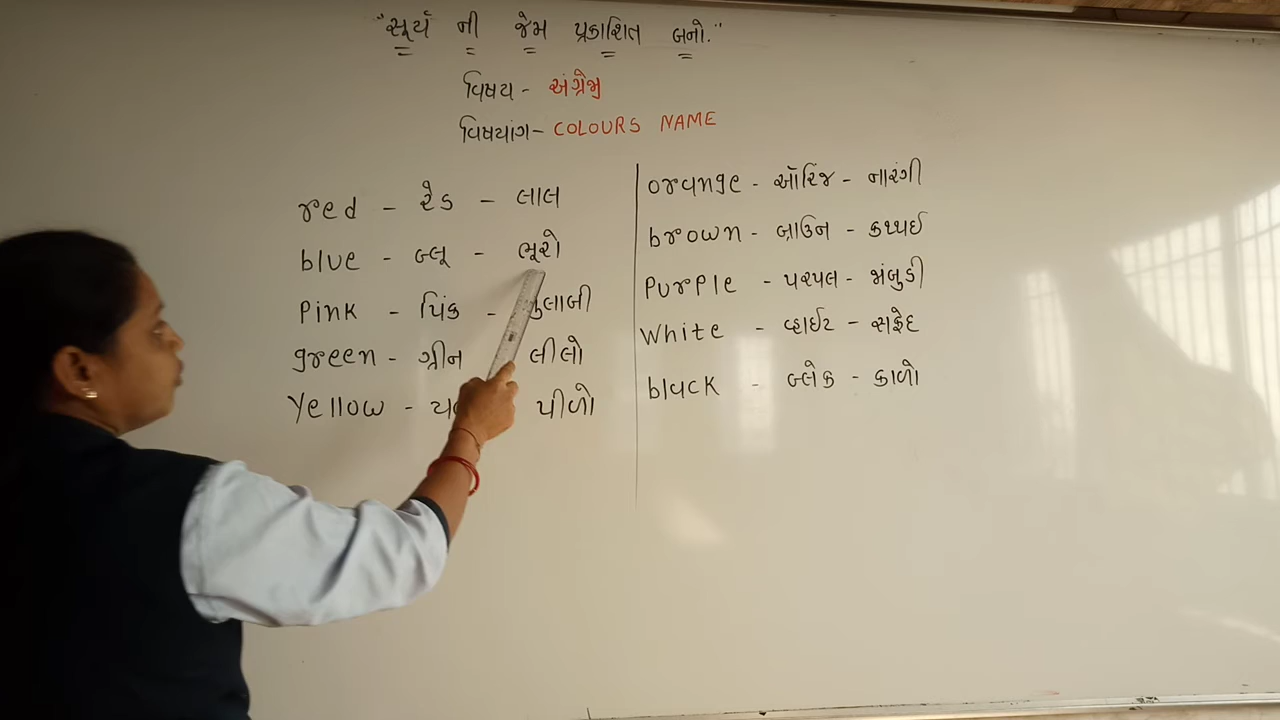 "સૂર્ય ની જેમ પ્રકાશિત બનો."
વિષય - અંગ્રેજી
વિષયાંગ - COLOURS NAME
red - રેડ - લાલ
blue - બ્લૂ - ભૂરો
Pink - પિંક -
green - ગ્રીન લીલો
Yellow - પીળો
orange - ઑરેંજ - નારંગી
brown - બ્રાઉન - કથ્થઈ
Purple - પરપલ - જાંબુડી
White - વ્હાઈટ - સફેદ
black - બ્લેક - કાળો